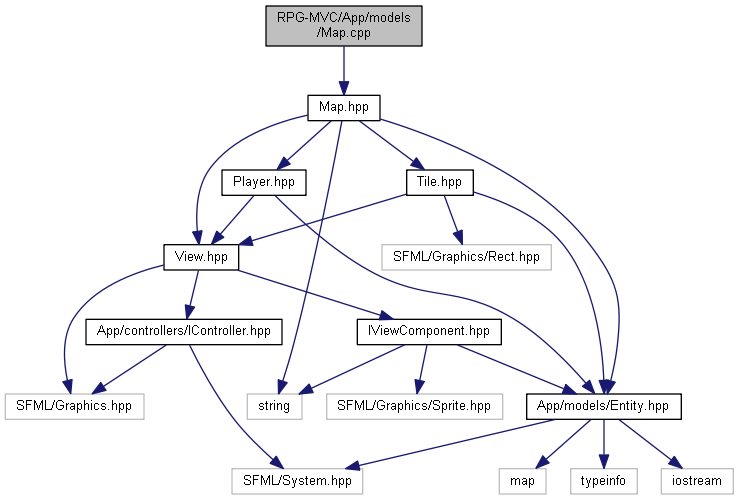 RPG-MVC/App/models
/Map.cpp
Map.hpp
Player.hpp
Tile.hpp
View.hpp
SFML/Graphics/Rect.hpp
App/controllers/IController.hpp
IViewComponent.hpp
SFML/Graphics.hpp
string
SFML/Graphics/Sprite.hpp
App/models/Entity.hpp
SFML/System.hpp
map
typeinfo
iostream